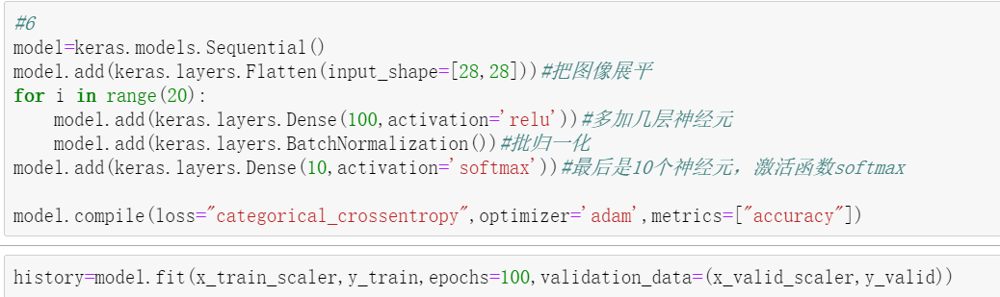 #6
model=keras.models.Sequential()
model.add(keras.layers.Flatten(input_shape=[28,28]))#把图像展平
for i in range(20):
    model.add(keras.layers.Dense(100,activation='relu'))#多加几层神经元
    model.add(keras.layers.BatchNormalization())#批归一化
model.add(keras.layers.Dense(10,activation='softmax'))#最后是10个神经元，激活函数softmax
model.compile(loss="categorical_crossentropy",optimizer='adam',metrics=["accuracy"])
history=model.fit(x_train_scaler,y_train,epochs=100,validation_data=(x_valid_scaler,y_valid))